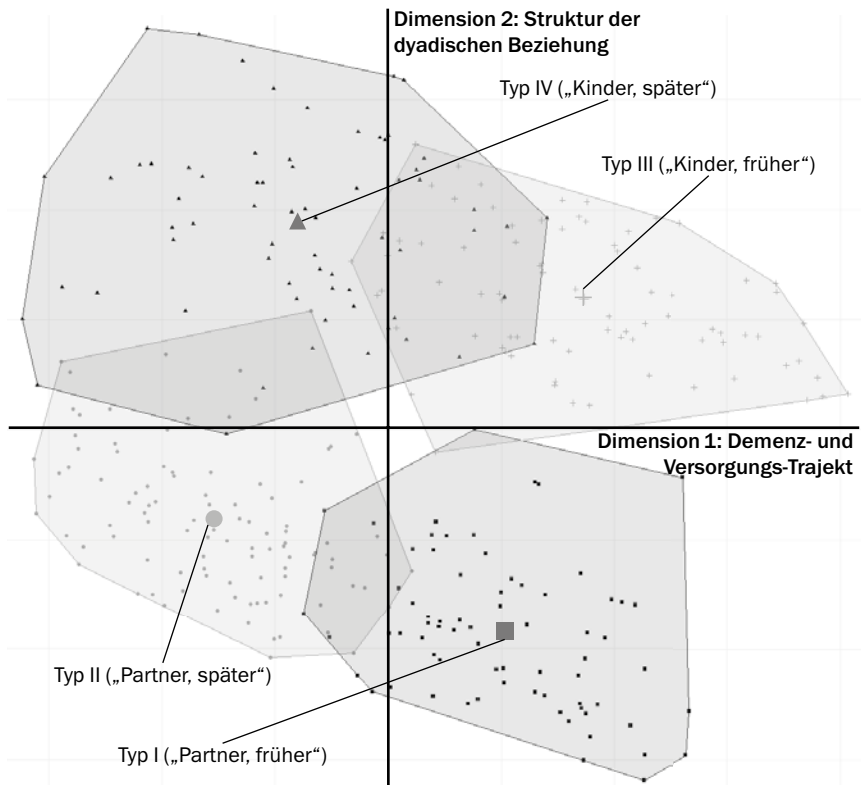 Dimension 2: Struktur der
dyadischen Beziehung
Typ IV („Kinder, später“)
Typ III („Kinder, früher“)
Dimension 1: Demenz- und
Versorgungs-Trajekt
Typ II („Partner, später“)
Typ I („Partner, früher“)